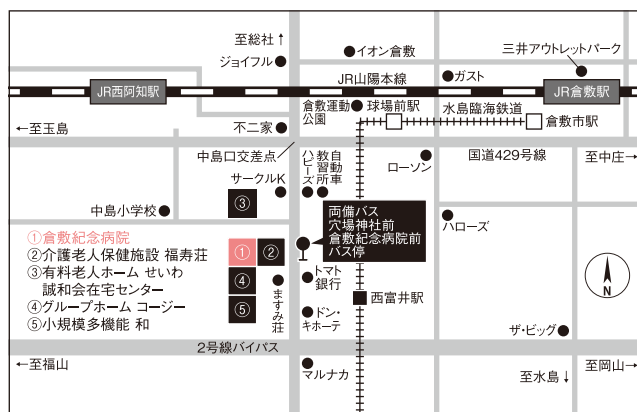 至総社↑
ジョイフル
イオン倉敷
三井アウトレットパーク
JR山陽本線
ガスト
JR西阿知駅
JR倉敷駅
倉敷運動
公園
球場前駅
水島臨海鉄道
倉敷市駅
←至玉島
不二家
中島口交差点
ハピーズ
自動車
教習所
ローソン
国道429号線
至中庄→
サークルK
③
中島小学校
両備バス
穴場神社前
倉敷紀念病院前
バス停
ハローズ
①倉敷紀念病院
②介護老人保健施設 福寿荘
③有料老人ホーム せいわ
誠和会在宅センター
④グループホーム コージー
⑤小規模多機能 和
①
②
④
⑤
ますみ荘
トマト
銀行
西富井駅
N
ドン・
キホーテ
ザ・ビッグ
2号線バイパス
←至福山
マルナカ
至水島↓
至岡山→